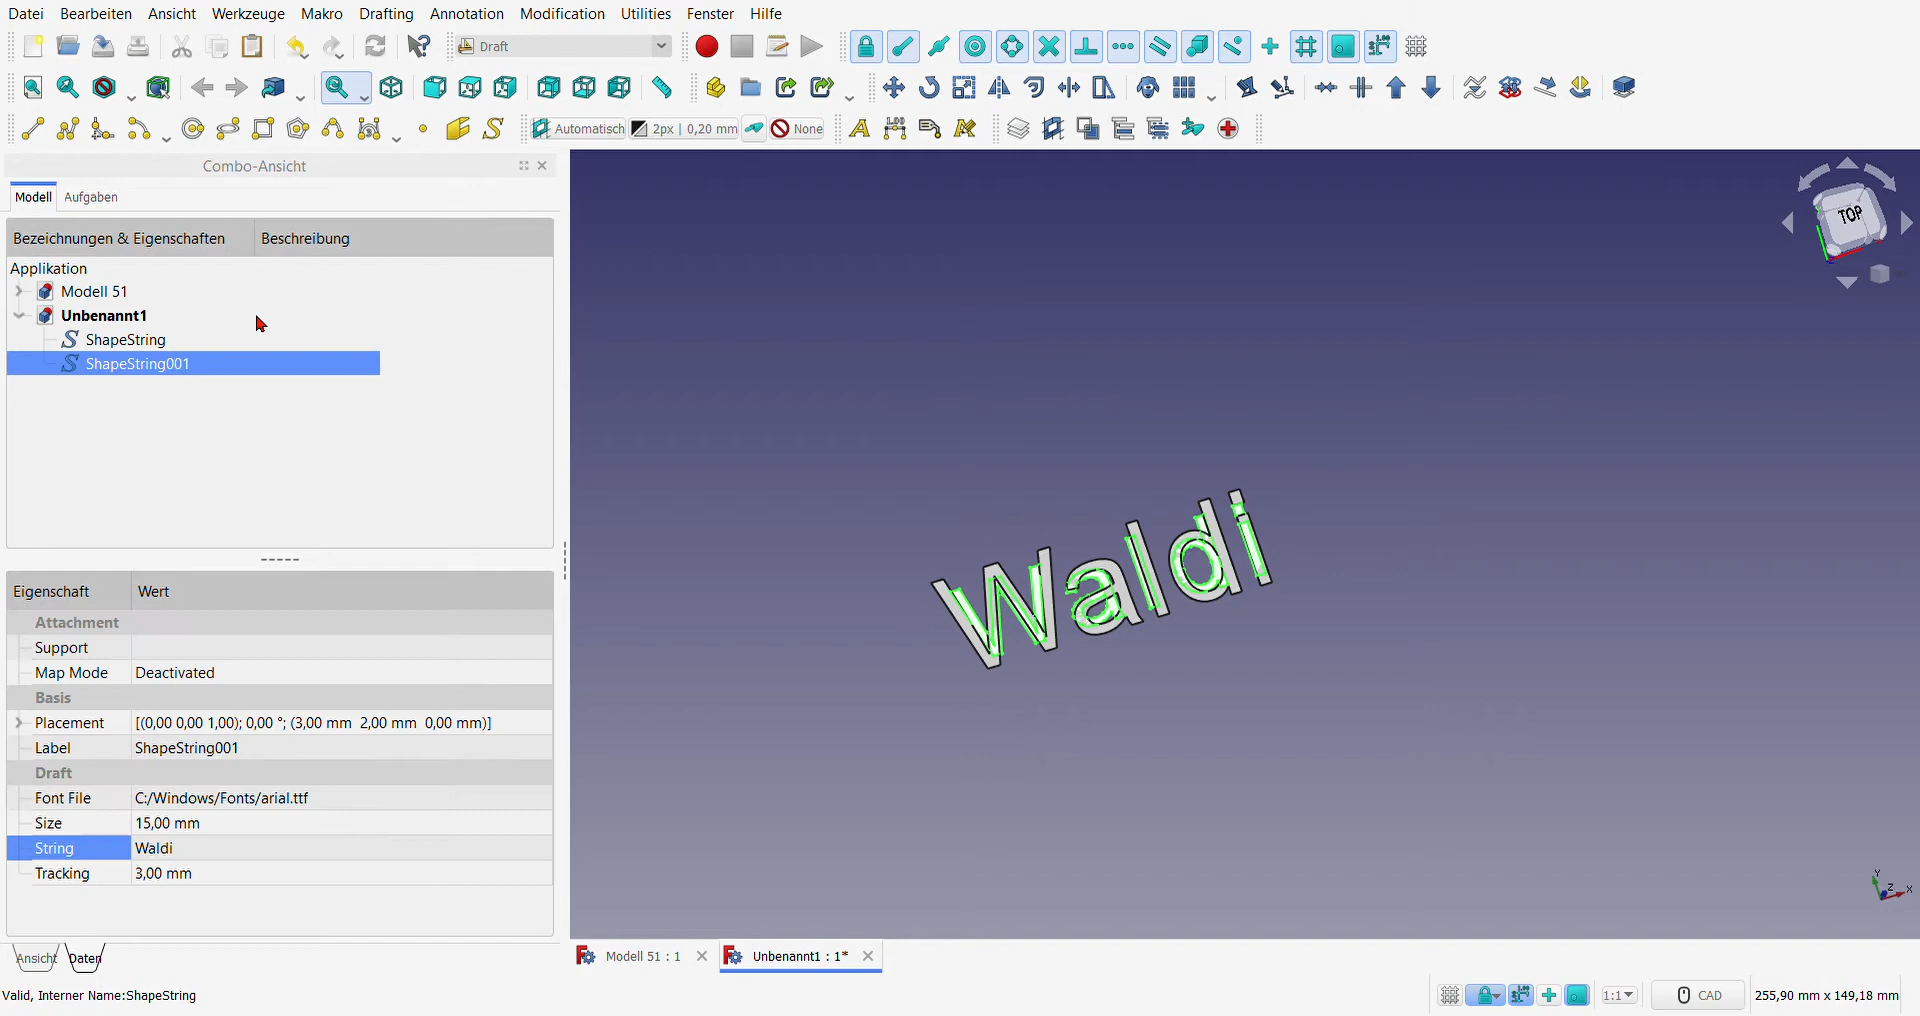 Datei Bearbeiten Ansicht Werkzeuge Makro Drafting Annotation Modification Utilities Fenster Hilfe
Draft
Automatisch 2px | 0,20 mm None
Combo-Ansicht
Modell Aufgaben
Bezeichnungen & Eigenschaften Beschreibung
Applikation
Modell 51
Unbenannt1
ShapeString
ShapeString001
TOP
Waldi
Eigenschaft Wert
Attachment
Support
Map Mode Deactivated
Basis
Placement [(0,00 0,00 1,00); 0,00 °; (3,00 mm 2,00 mm 0,00 mm)]
Label ShapeString001
Draft
Font File C:/Windows/Fonts/arial.ttf
Size 15,00 mm
String Waldi
Tracking 3,00 mm
Y
Z
X
Ansicht Daten
Modell 51 : 1 Unbenannt1 : 1*
Valid, Interner Name:ShapeString
1:1 CAD 255,90 mm x 149,18 mm